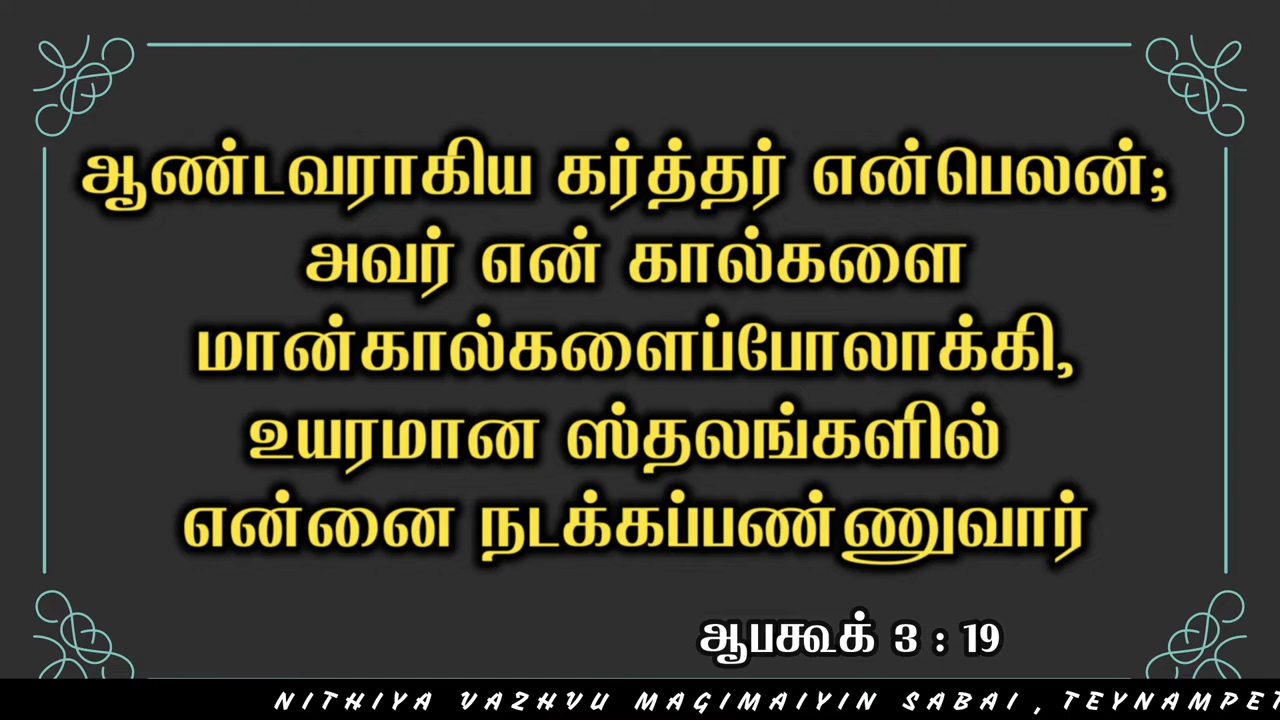 ஆண்டவராகிய கர்த்தர் என்பெலன்;
அவர் என் கால்களை
மான்கால்களைப்போலாக்கி,
உயரமான ஸ்தலங்களில்
என்னை நடக்கப்பண்ணுவார்
ஆபகூக் 3 : 19
NITHIYA VAZHVU MAGIMAIYIN SABAI , TEYNAMPET